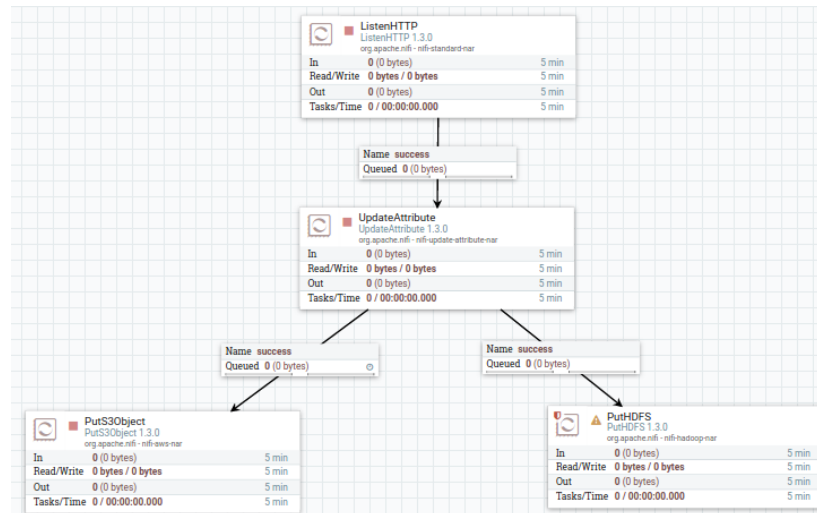 ListenHTTP
ListenHTTP 1.3.0
org.apache.nifi - nifi-standard-nar
In 0 (0 bytes) 5 min
Read/Write 0 bytes / 0 bytes 5 min
Out 0 (0 bytes) 5 min
Tasks/Time 0 / 00:00:00.000 5 min
Name success
Queued 0 (0 bytes)
UpdateAttribute
UpdateAttribute 1.3.0
org.apache.nifi - nifi-update-attribute-nar
In 0 (0 bytes) 5 min
Read/Write 0 bytes / 0 bytes 5 min
Out 0 (0 bytes) 5 min
Tasks/Time 0 / 00:00:00.000 5 min
Name success
Queued 0 (0 bytes)
Name success
Queued 0 (0 bytes)
PutS3Object
PutS3Object 1.3.0
org.apache.nifi - nifi-aws-nar
In 0 (0 bytes) 5 min
Read/Write 0 bytes / 0 bytes 5 min
Out 0 (0 bytes) 5 min
Tasks/Time 0 / 00:00:00.000 5 min
PutHDFS
PutHDFS 1.3.0
org.apache.nifi - nifi-hadoop-nar
In 0 (0 bytes) 5 min
Read/Write 0 bytes / 0 bytes 5 min
Out 0 (0 bytes) 5 min
Tasks/Time 0 / 00:00:00.000 5 min